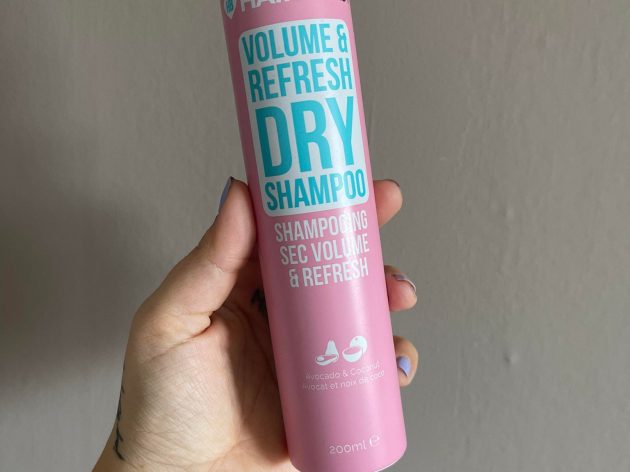 VOLUME &
REFRESH
DRY
SHAMPOO
SHAMPOOING
SEC VOLUME
& REFRESH
Avocado & Coconut
Avocat et noix de coco
200ml ℮